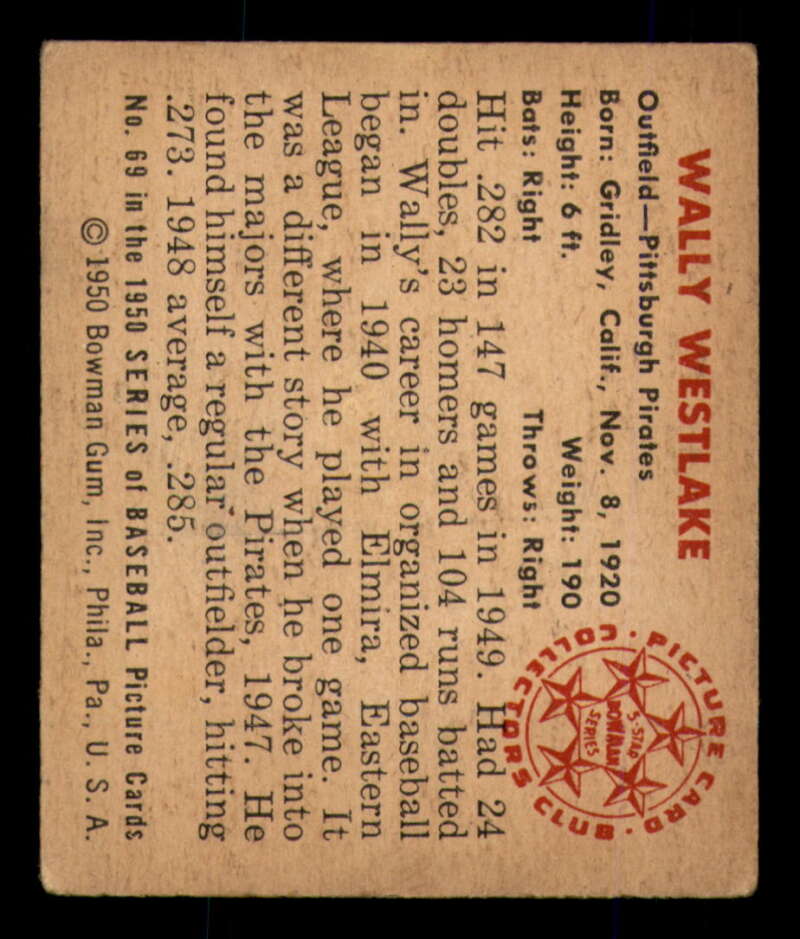 WALLY WESTLAKE
Outfield—Pittsburgh Pirates
Born: Gridley, Calif., Nov. 8, 1920
Height: 6 ft. Weight: 190
Bats: Right Throws: Right
PICTURE CARD COLLECTORS CLUB
5-STAR
BOWMAN
SERIES
Hit .282 in 147 games in 1949. Had 24
doubles, 23 homers and 104 runs batted
in. Wally's career in organized baseball
began in 1940 with Elmira, Eastern
League, where he played one game. It
was a different story when he broke into
the majors with the Pirates, 1947. He
found himself a regular outfielder, hitting
.273. 1948 average, .285.
No. 69 in the 1950 SERIES of BASEBALL Picture Cards
©1950 Bowman Gum, Inc., Phila., Pa., U. S. A.